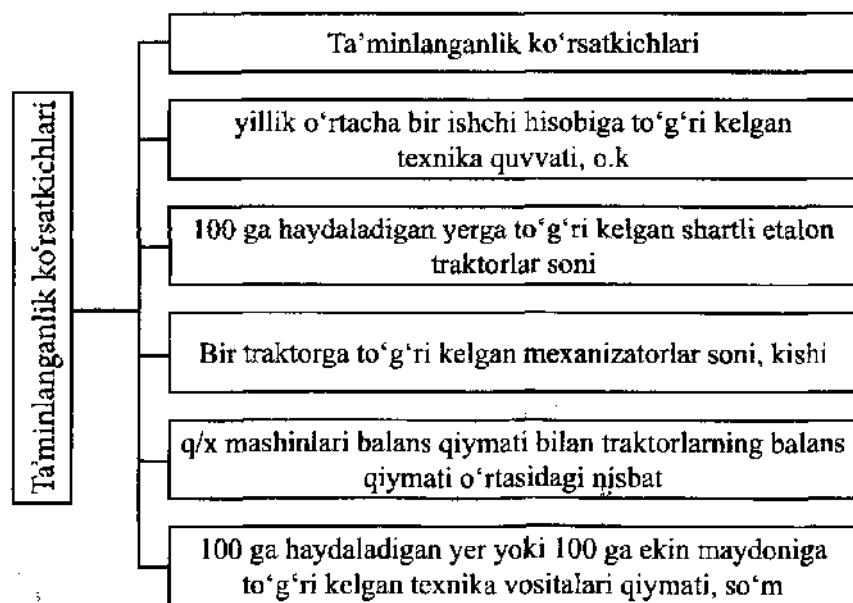 Ta'minlanganlik ko‘rsatkichlari
Ta’minlanganlik ko‘rsatkichlari
yillik o‘rtacha bir ishchi hisobiga to‘g‘ri kelgan
texnika quvvati, o.k
100 ga haydaladigan yerga to‘g‘ri kelgan shartli etalon
traktorlar soni
Bir traktorga to‘g‘ri kelgan mexanizatorlar soni, kishi
q/x mashinlari balans qiymati bilan traktorlarning balans
qiymati o‘rtasidagi nisbat
100 ga haydaladigan yer yoki 100 ga ekin maydoniga
to‘g‘ri kelgan texnika vositalari qiymati, so‘m